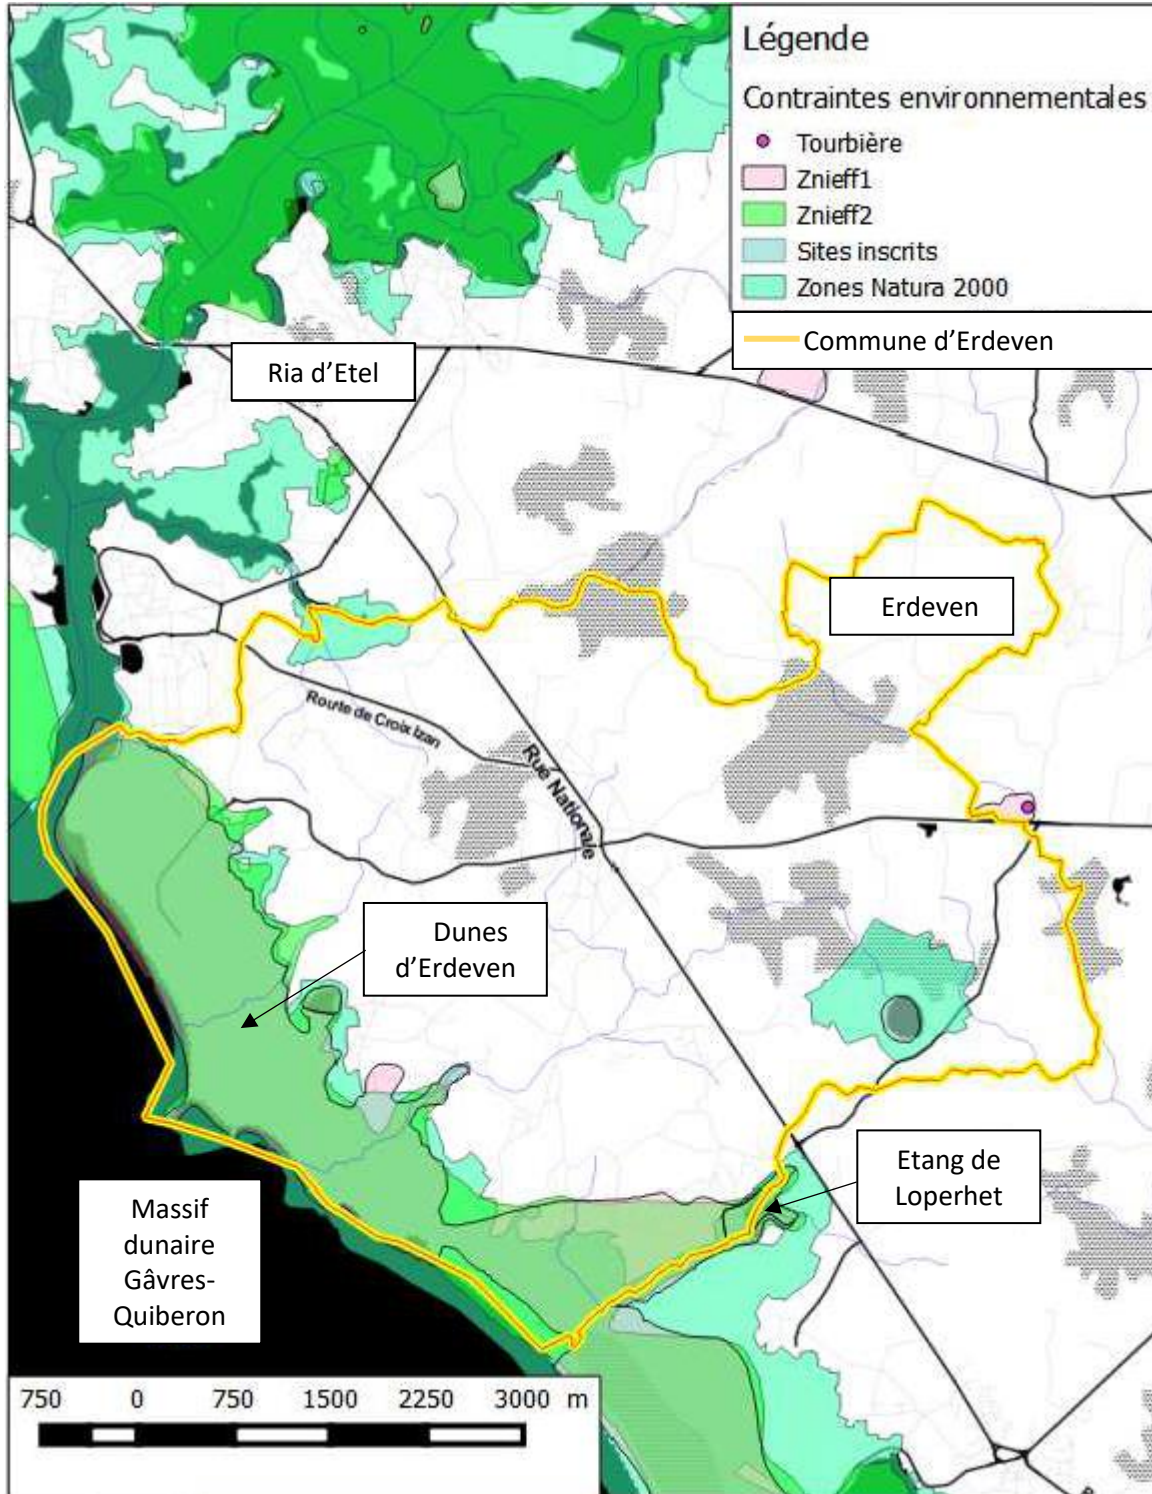 Légende
Contraintes environnementales
Tourbière
Znieff1
Znieff2
Sites inscrits
Zones Natura 2000
Commune d’Erdeven
Ria d’Etel
Erdeven
Route de Croix Izan
Rue Nationale
Dunes
d’Erdeven
Etang de
Loperhet
Massif
dunaire
Gâvres-
Quiberon
750 0 750 1500 2250 3000 m